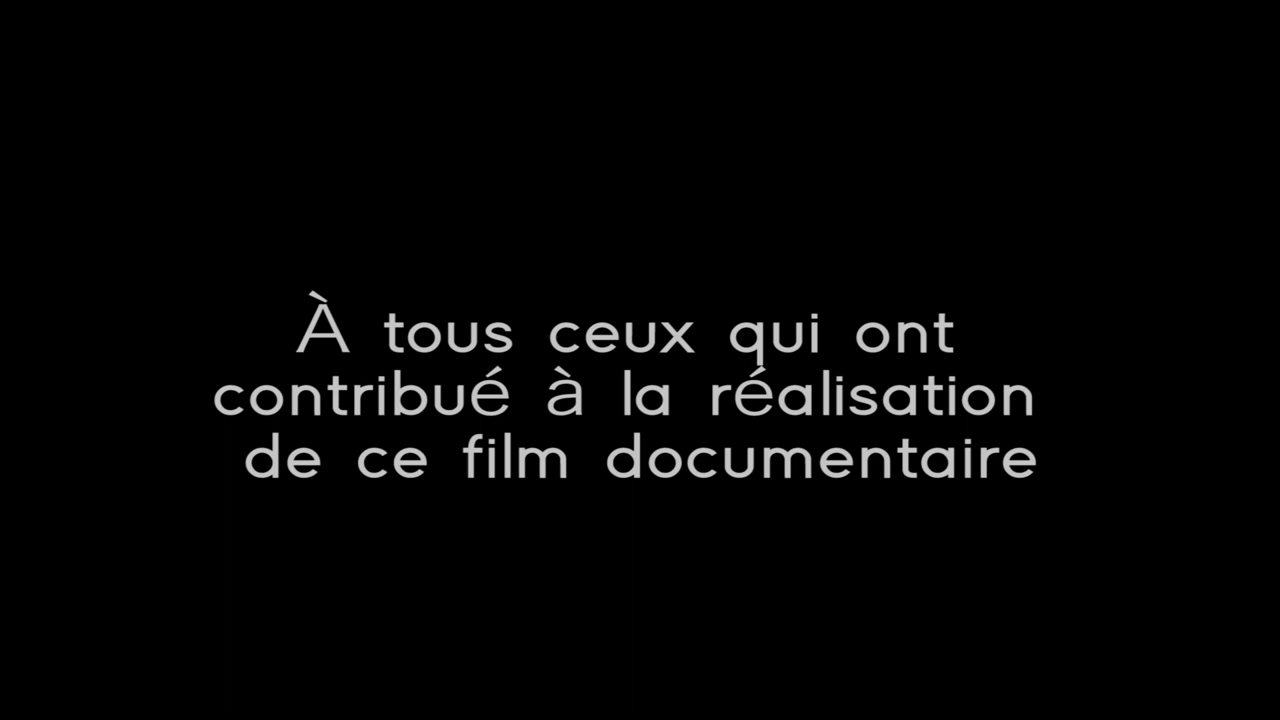 À tous ceux qui ont
contribué à la réalisation
de ce film documentaire